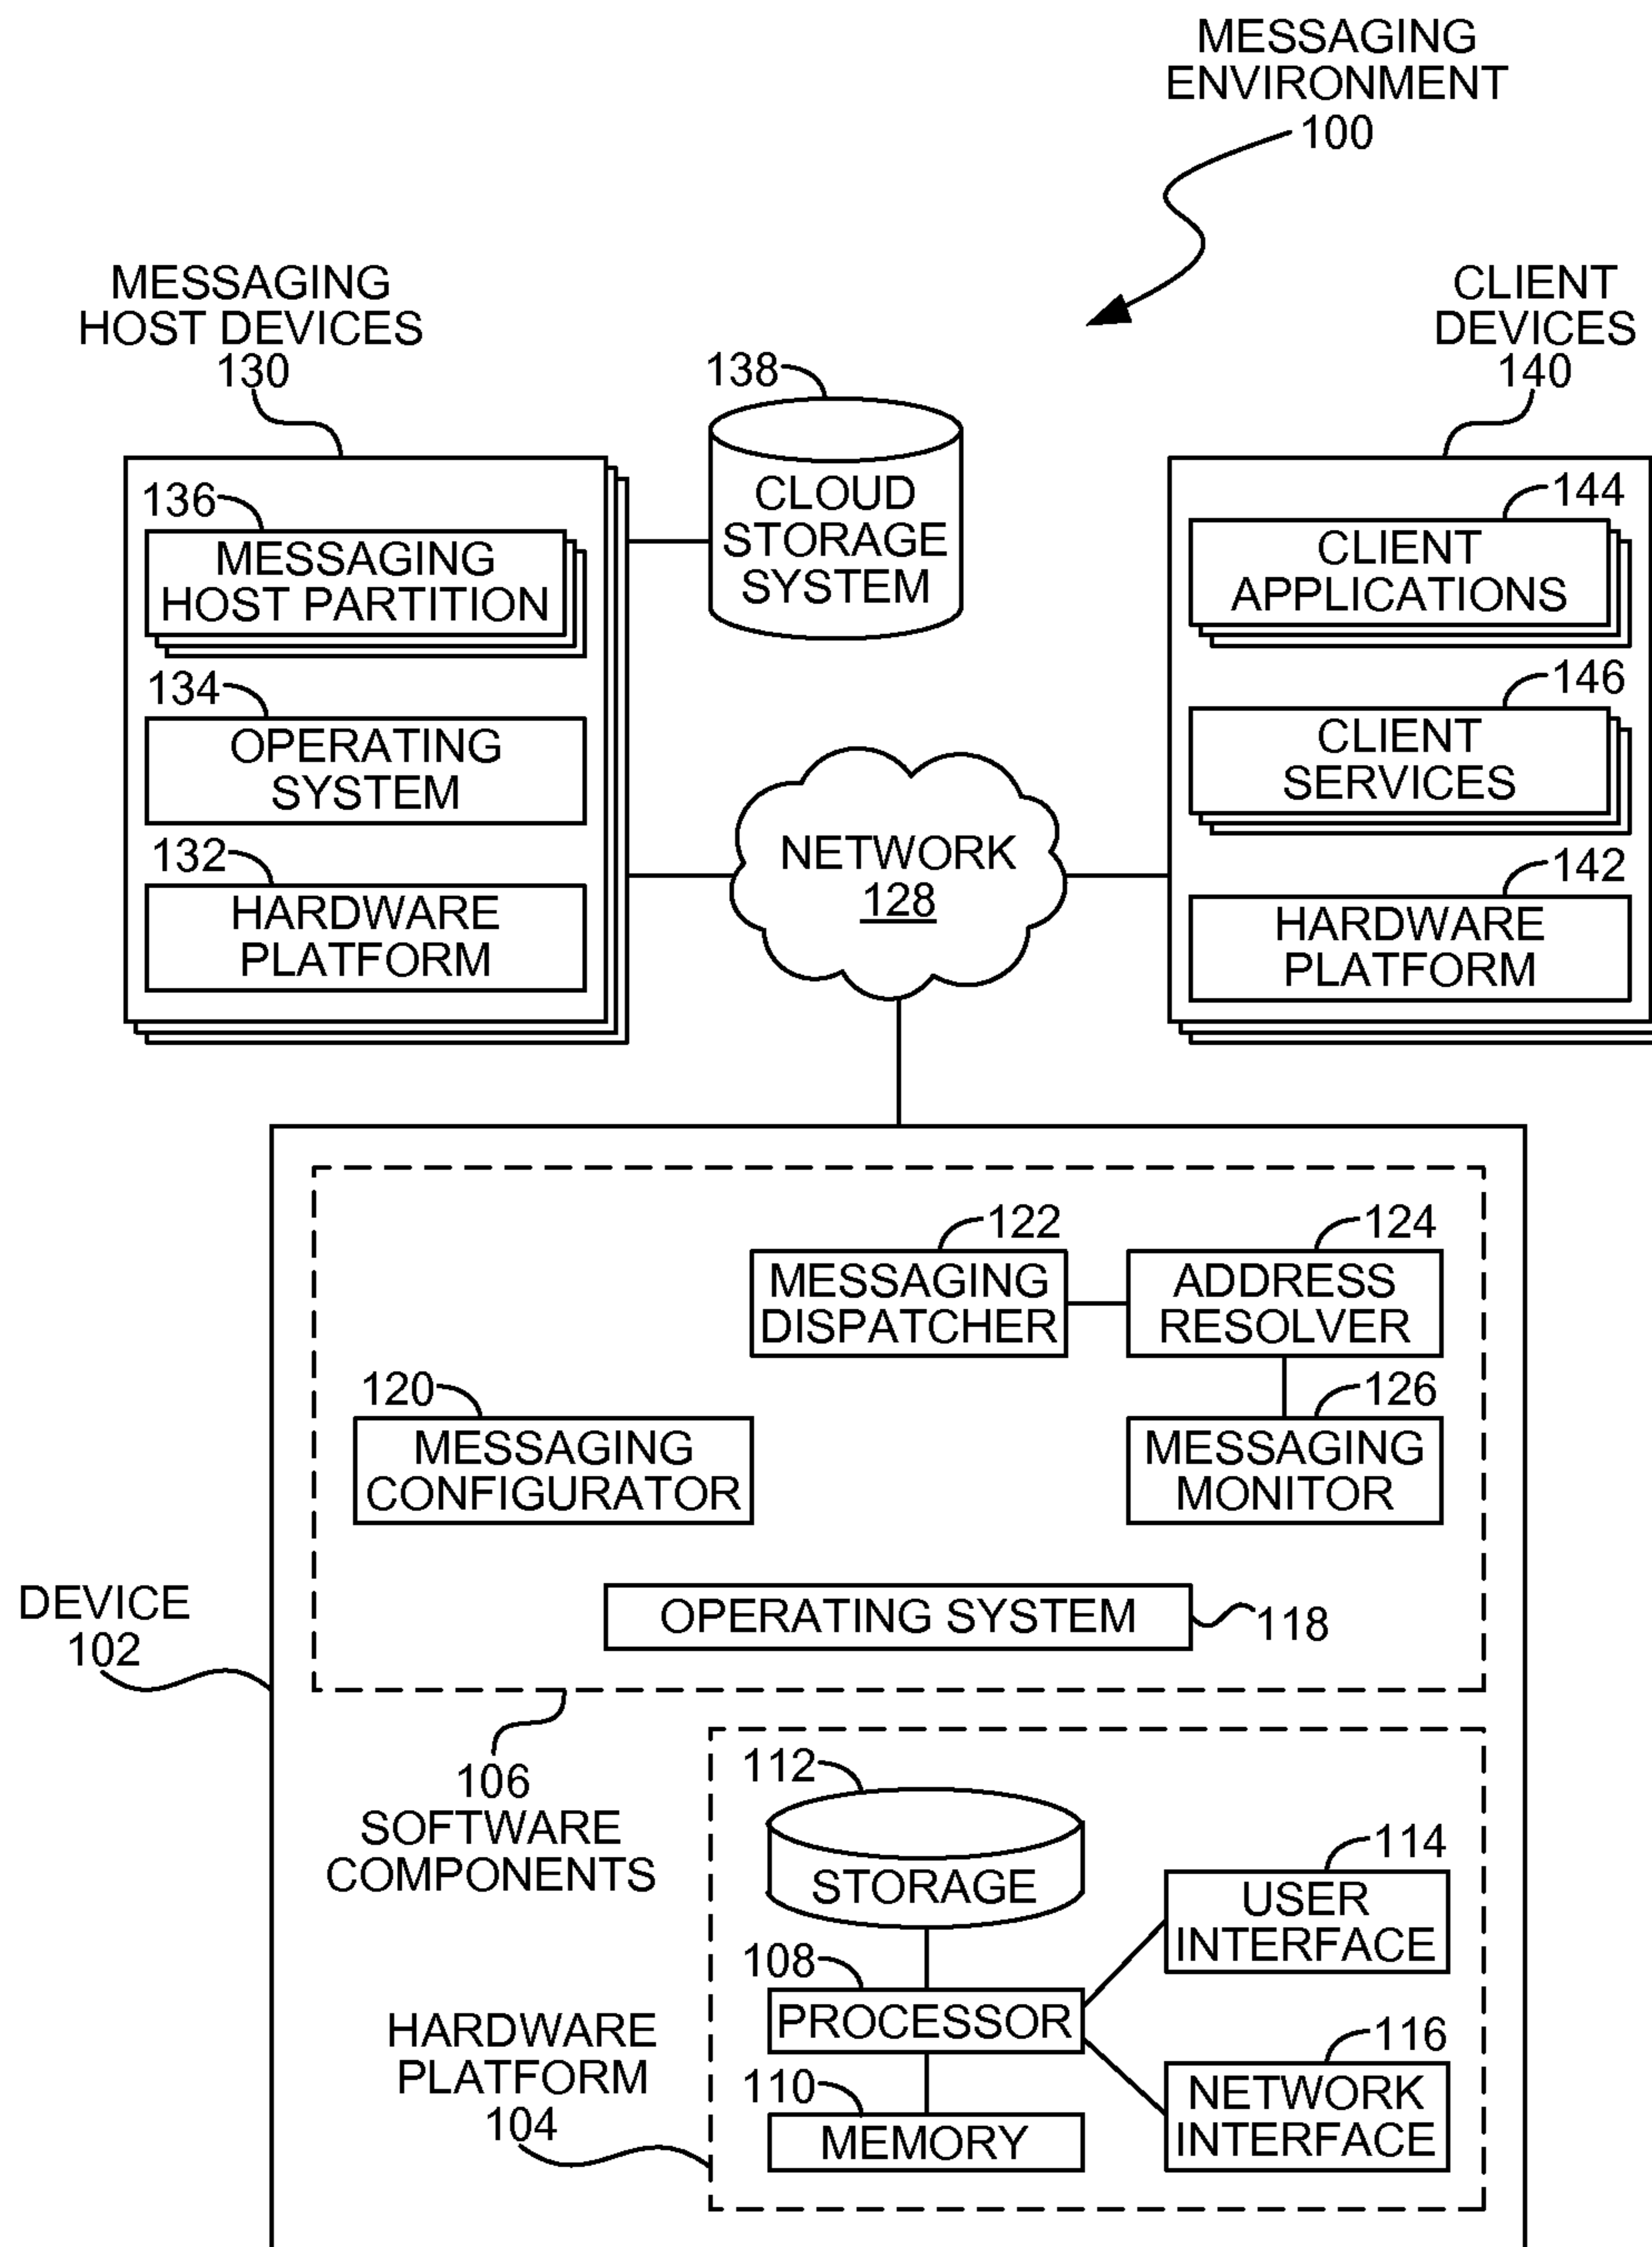 MESSAGING
ENVIRONMENT
100
MESSAGING
HOST DEVICES
130
138
CLOUD
STORAGE
SYSTEM
CLIENT
DEVICES
140
136
MESSAGING
HOST PARTITION
134
OPERATING
SYSTEM
132
HARDWARE
PLATFORM
144
CLIENT
APPLICATIONS
146
CLIENT
SERVICES
142
HARDWARE
PLATFORM
NETWORK
128
122
MESSAGING
DISPATCHER
124
ADDRESS
RESOLVER
120
MESSAGING
CONFIGURATOR
126
MESSAGING
MONITOR
OPERATING SYSTEM
118
DEVICE
102
106
SOFTWARE
COMPONENTS
112
STORAGE
114
USER
INTERFACE
108
PROCESSOR
116
NETWORK
INTERFACE
110
MEMORY
HARDWARE
PLATFORM
104